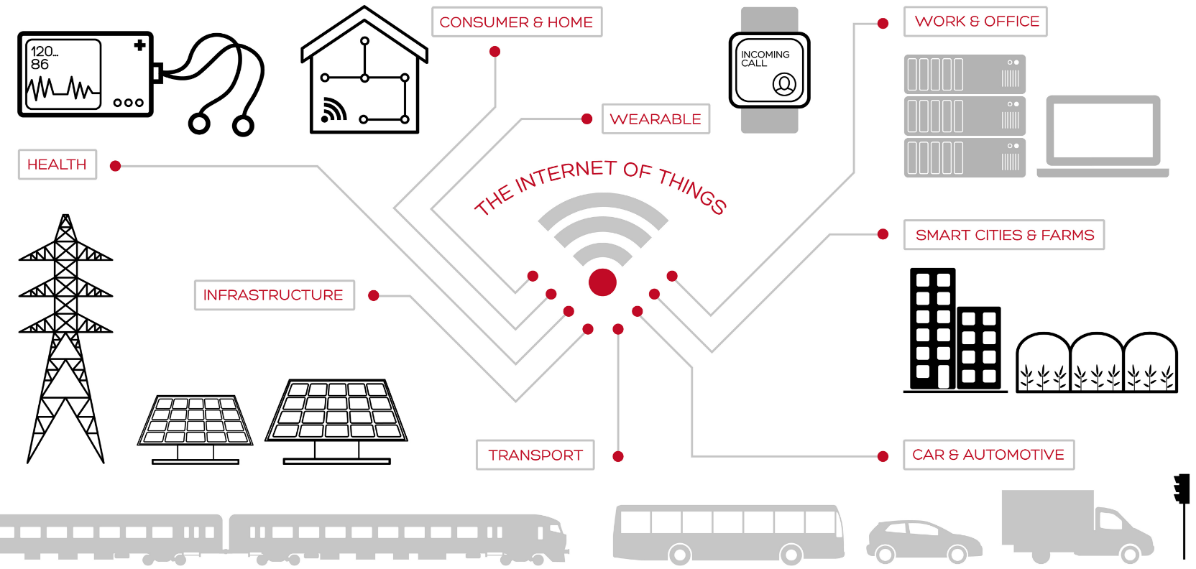 CONSUMER & HOME
WORK & OFFICE
120...
86
INCOMING
CALL
WEARABLE
HEALTH
THE INTERNET OF THINGS
SMART CITIES & FARMS
INFRASTRUCTURE
TRANSPORT
CAR & AUTOMOTIVE